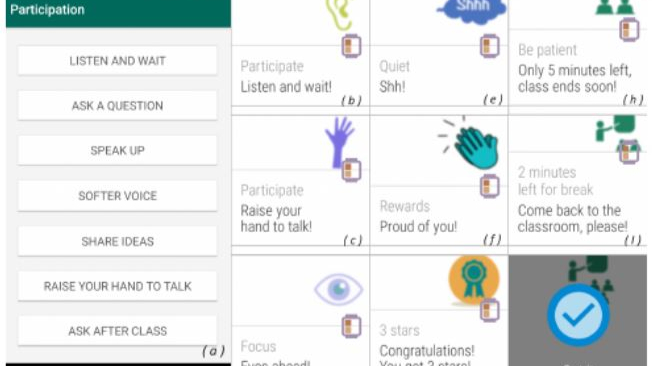 Participation
LISTEN AND WAIT
ASK A QUESTION
SPEAK UP
SOFTER VOICE
SHARE IDEAS
RAISE YOUR HAND TO TALK
ASK AFTER CLASS
(a)
Participate
Listen and wait!
(b)
Shhh
Quiet
Shh!
(e)
Be patient
Only 5 minutes left,
class ends soon!
(h)
Participate
Raise your
hand to talk!
(c)
Rewards
Proud of you!
(f)
2 minutes
left for break
Come back to the
classroom, please!
Focus
Eyes ahead!
3 stars
Congratulations!
You got 3 stars!